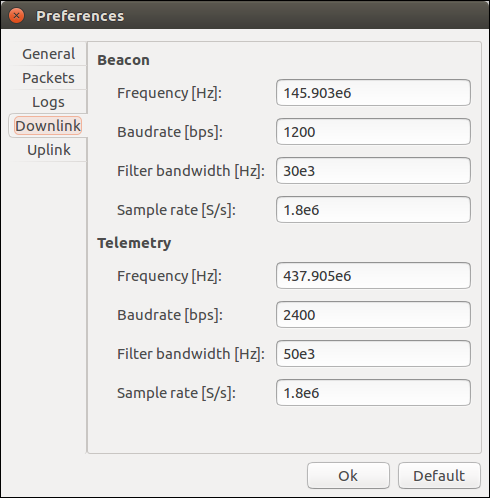 Preferences
General
Packets
Logs
Downlink
Uplink
Beacon
Frequency [Hz]: 145.903e6
Baudrate [bps]: 1200
Filter bandwidth [Hz]: 30e3
Sample rate [S/s]: 1.8e6
Telemetry
Frequency [Hz]: 437.905e6
Baudrate [bps]: 2400
Filter bandwidth [Hz]: 50e3
Sample rate [S/s]: 1.8e6
Ok Default